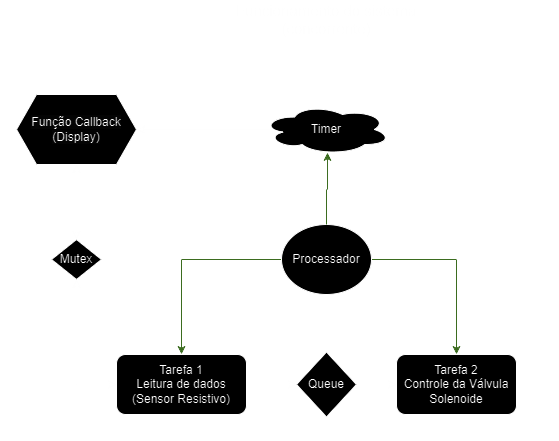 Função Callback
(Display)
Timer
Mutex
Processador
Tarefa 1
Leitura de dados
(Sensor Resistivo)
Queue
Tarefa 2
Controle da Válvula
Solenoide